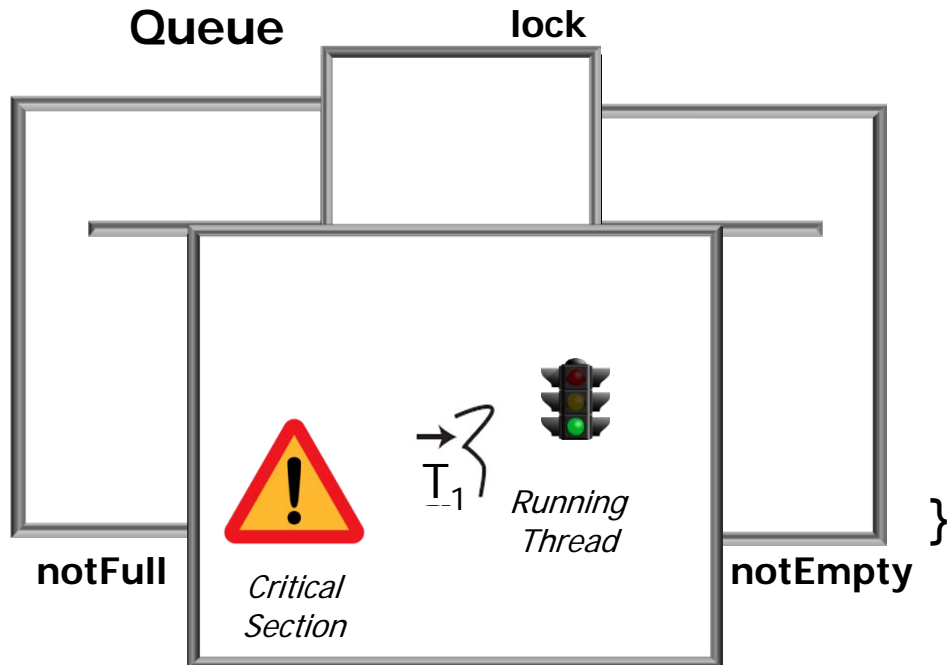 Queue
lock
T1
Running
Thread
}
notFull
notEmpty
Critical
Section